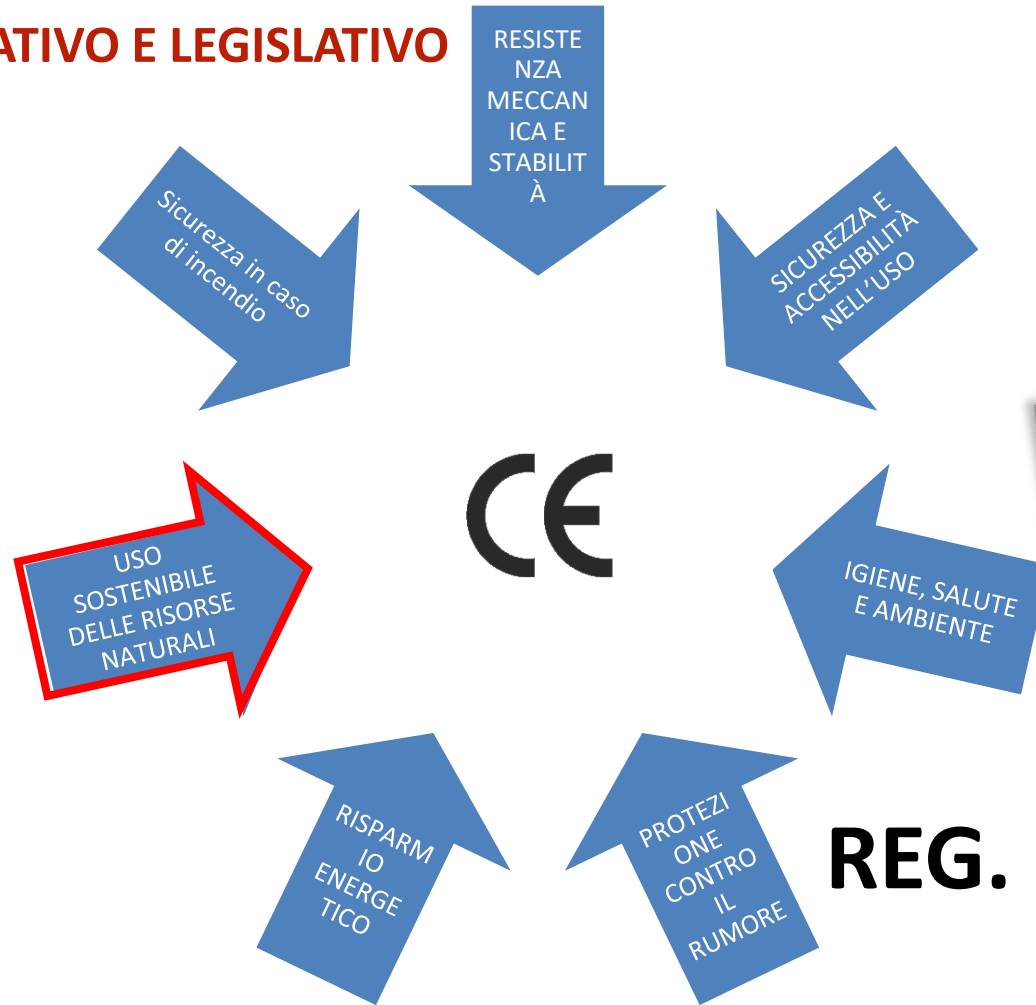 ATIVO E LEGISLATIVO
RESISTE
NZA
MECCAN
ICA E
STABILIT
À
Sicurezza in caso
di incendio
SICUREZZA E
ACCESSIBILITÀ
NELL'USO
CE
USO
SOSTENIBILE
DELLE RISORSE
NATURALI
IGIENE, SALUTE
E AMBIENTE
RISPARM
IO
ENERGE
TICO
PROTEZI
ONE
CONTRO
IL
RUMORE
REG.